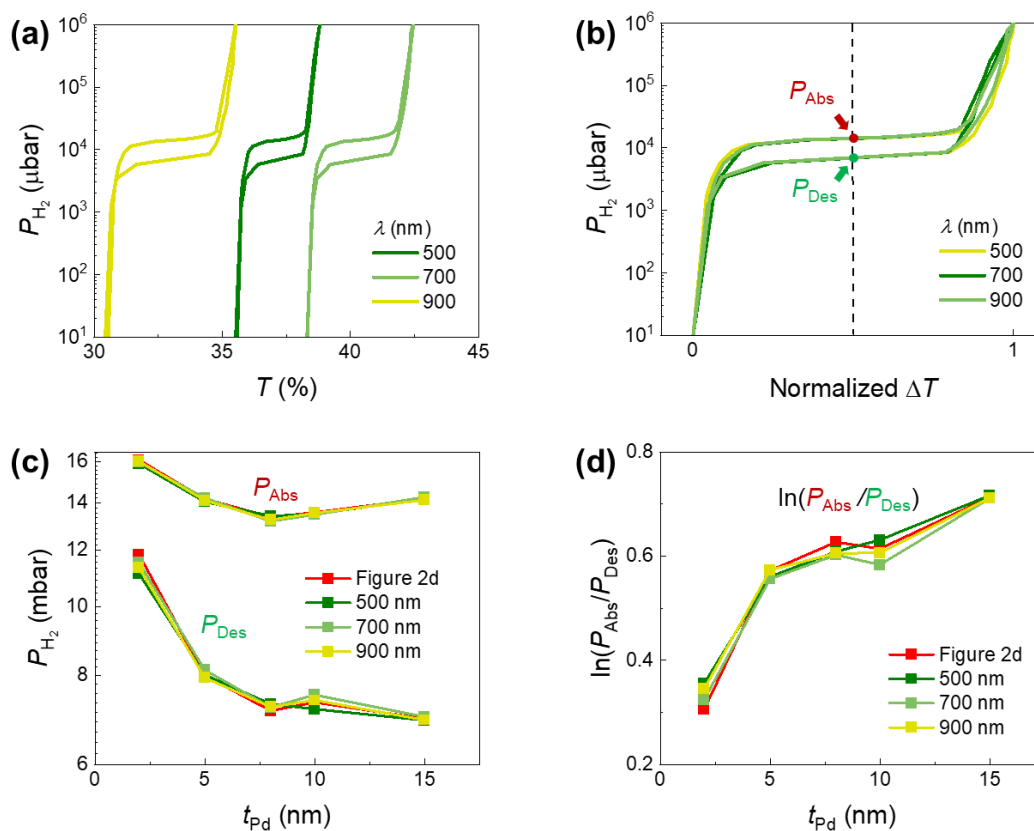 (a)
10⁶
10⁵
10⁴
10³
10²
10¹
P_H₂ (μbar)
λ (nm)
500
700
900
30
35
40
45
T (%)
(b)
10⁶
10⁵
10⁴
10³
10²
10¹
P_H₂ (μbar)
P_Abs
P_Des
λ (nm)
500
700
900
0
1
Normalized ΔT
(c)
16
14
12
10
8
6
P_H₂ (mbar)
P_Abs
P_Des
Figure 2d
500 nm
700 nm
900 nm
0
5
10
15
t_Pd (nm)
(d)
0.8
0.6
0.4
0.2
ln(P_Abs/P_Des)
ln(P_Abs/P_Des)
Figure 2d
500 nm
700 nm
900 nm
0
5
10
15
t_Pd (nm)